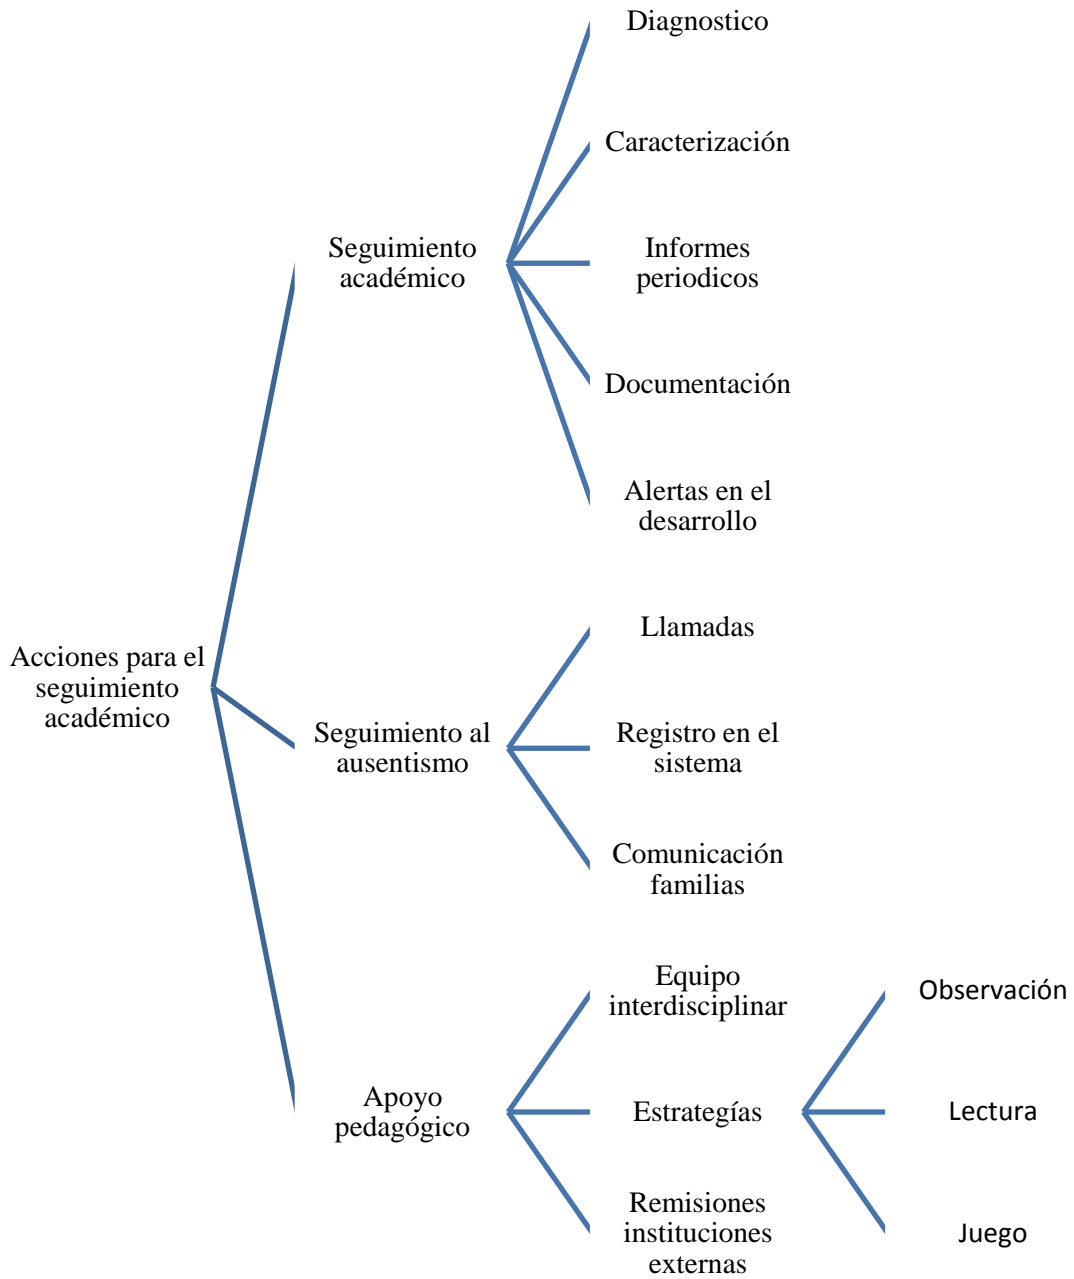 Diagnostico
Caracterización
Seguimiento
académico
Informes
periodicos
Documentación
Alertas en el
desarrollo
Acciones para el
seguimiento
académico
Llamadas
Seguimiento al
ausentismo
Registro en el
sistema
Comunicación
familias
Equipo
interdisciplinar
Observación
Apoyo
pedagógico
Estrategías
Lectura
Remisiones
instituciones
externas
Juego